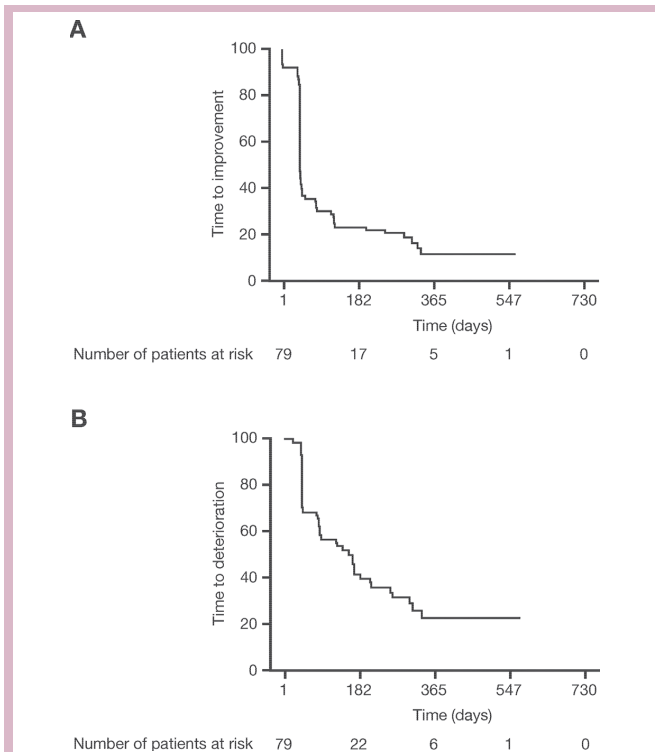 A
100
80
60
40
20
0
Time to improvement
1 182 365 547 730
Time (days)
Number of patients at risk 79 17 5 1 0
B
100
80
60
40
20
0
Time to deterioration
1 182 365 547 730
Time (days)
Number of patients at risk 79 22 6 1 0